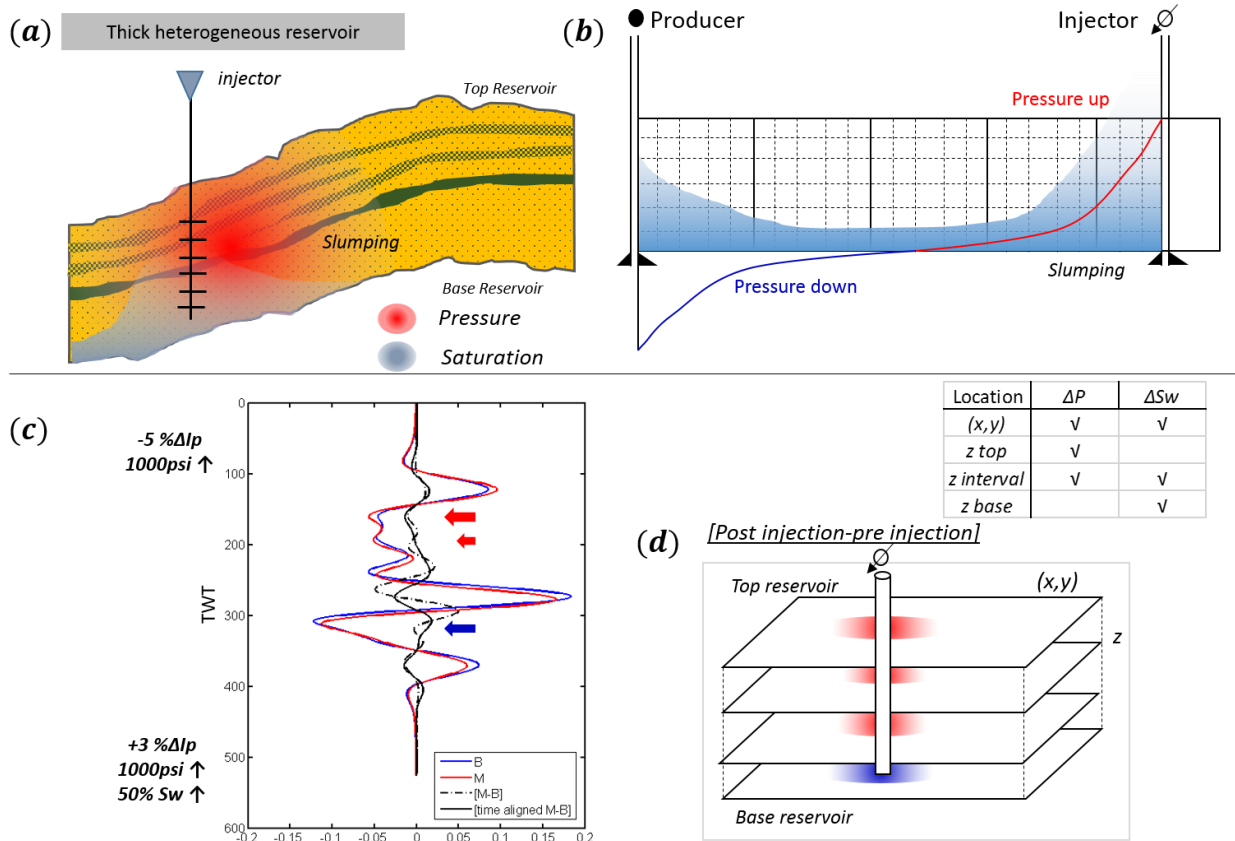 (a)
Thick heterogeneous reservoir
injector
Top Reservoir
Slumping
Base Reservoir
Pressure
Saturation
(b)
Producer
Injector
Pressure up
Pressure down
Slumping
(c)
-5 %ΔIp
1000psi ↑
+3 %ΔIp
1000psi ↑
50% Sw ↑
TWT
0
100
200
300
400
500
600
-0.2 -0.15 -0.1 -0.05 0 0.05 0.1 0.15 0.2
B
M
[M-B]
[time aligned M-B]
Location ΔP ΔSw
(x,y) √ √
z top √
z interval √ √
z base √
(d)
[Post injection-pre injection]
Top reservoir
(x,y)
z
Base reservoir